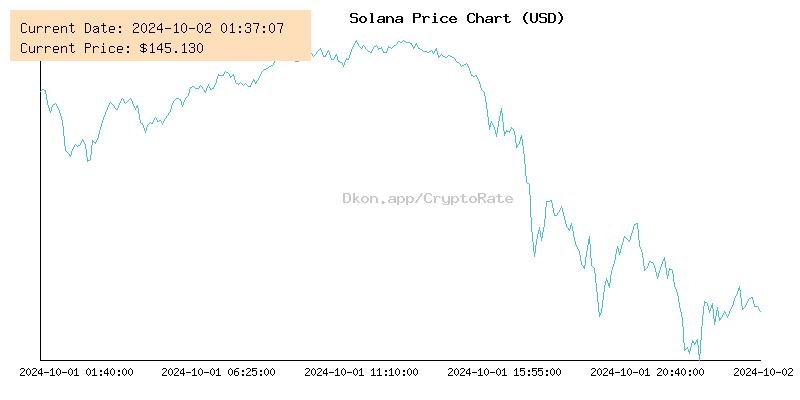 Solana Price Chart (USD)
Current Date: 2024-10-02 01:37:07
Current Price: $145.130
Dkon.app/CryptoRate
2024-10-01 01:40:00 2024-10-01 06:25:00 2024-10-01 11:10:00 2024-10-01 15:55:00 2024-10-01 20:40:00 2024-10-02